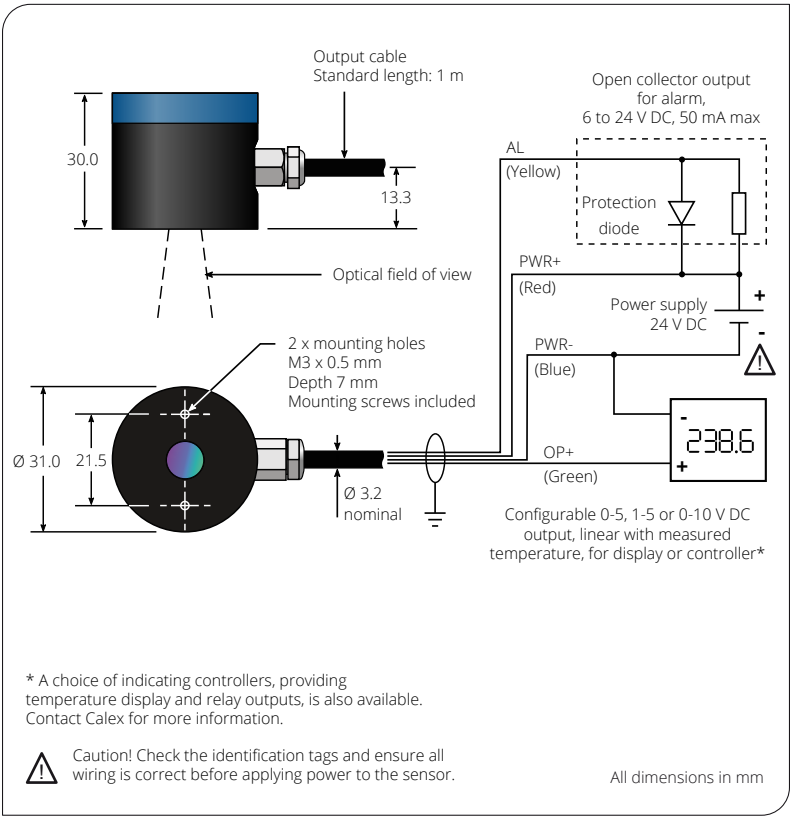 Output cable
Standard length: 1 m
30.0
13.3
Optical field of view
Open collector output
for alarm,
6 to 24 V DC, 50 mA max
AL
(Yellow)
Protection
diode
PWR+
(Red)
Power supply
24 V DC
+
-
!
PWR-
(Blue)
2 x mounting holes
M3 x 0.5 mm
Depth 7 mm
Mounting screws included
Ø 31.0
21.5
Ø 3.2
nominal
OP+
(Green)
-
238.6
+
Configurable 0-5, 1-5 or 0-10 V DC
output, linear with measured
temperature, for display or controller*
* A choice of indicating controllers, providing
temperature display and relay outputs, is also available.
Contact Calex for more information.
!
Caution! Check the identification tags and ensure all
wiring is correct before applying power to the sensor.
All dimensions in mm